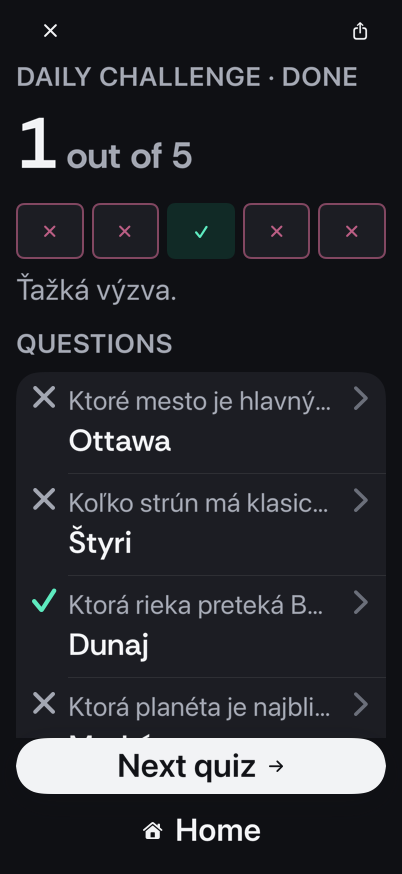 DAILY CHALLENGE · DONE
1 out of 5
Ťažká výzva.
QUESTIONS
Ktoré mesto je hlavný...
Ottawa
Koľko strún má klasic...
Štyri
Ktorá rieka preteká B...
Dunaj
Ktorá planéta je najbli...
Next quiz →
Home